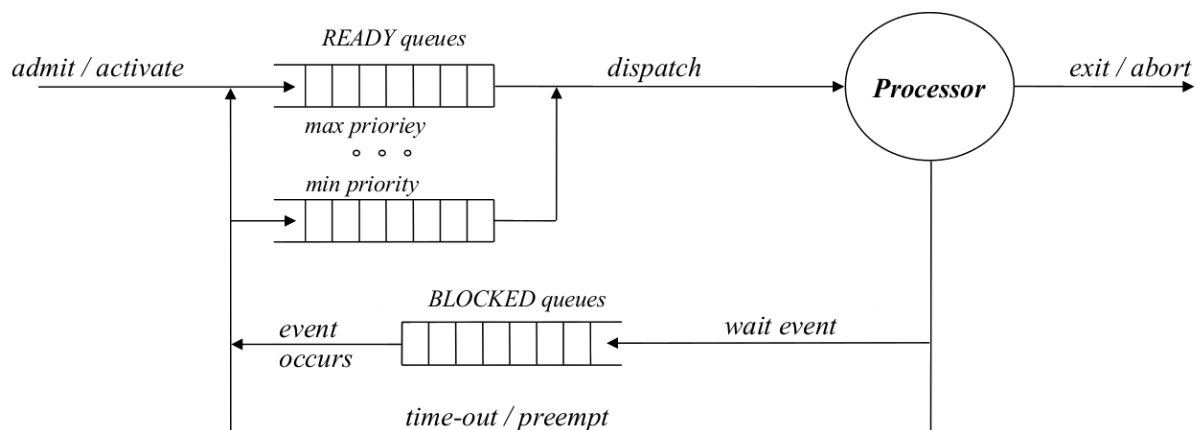 READY queues
admit / activate
dispatch
Processor
exit / abort
max prioriey
min priority
BLOCKED queues
event
occurs
wait event
time-out / preempt